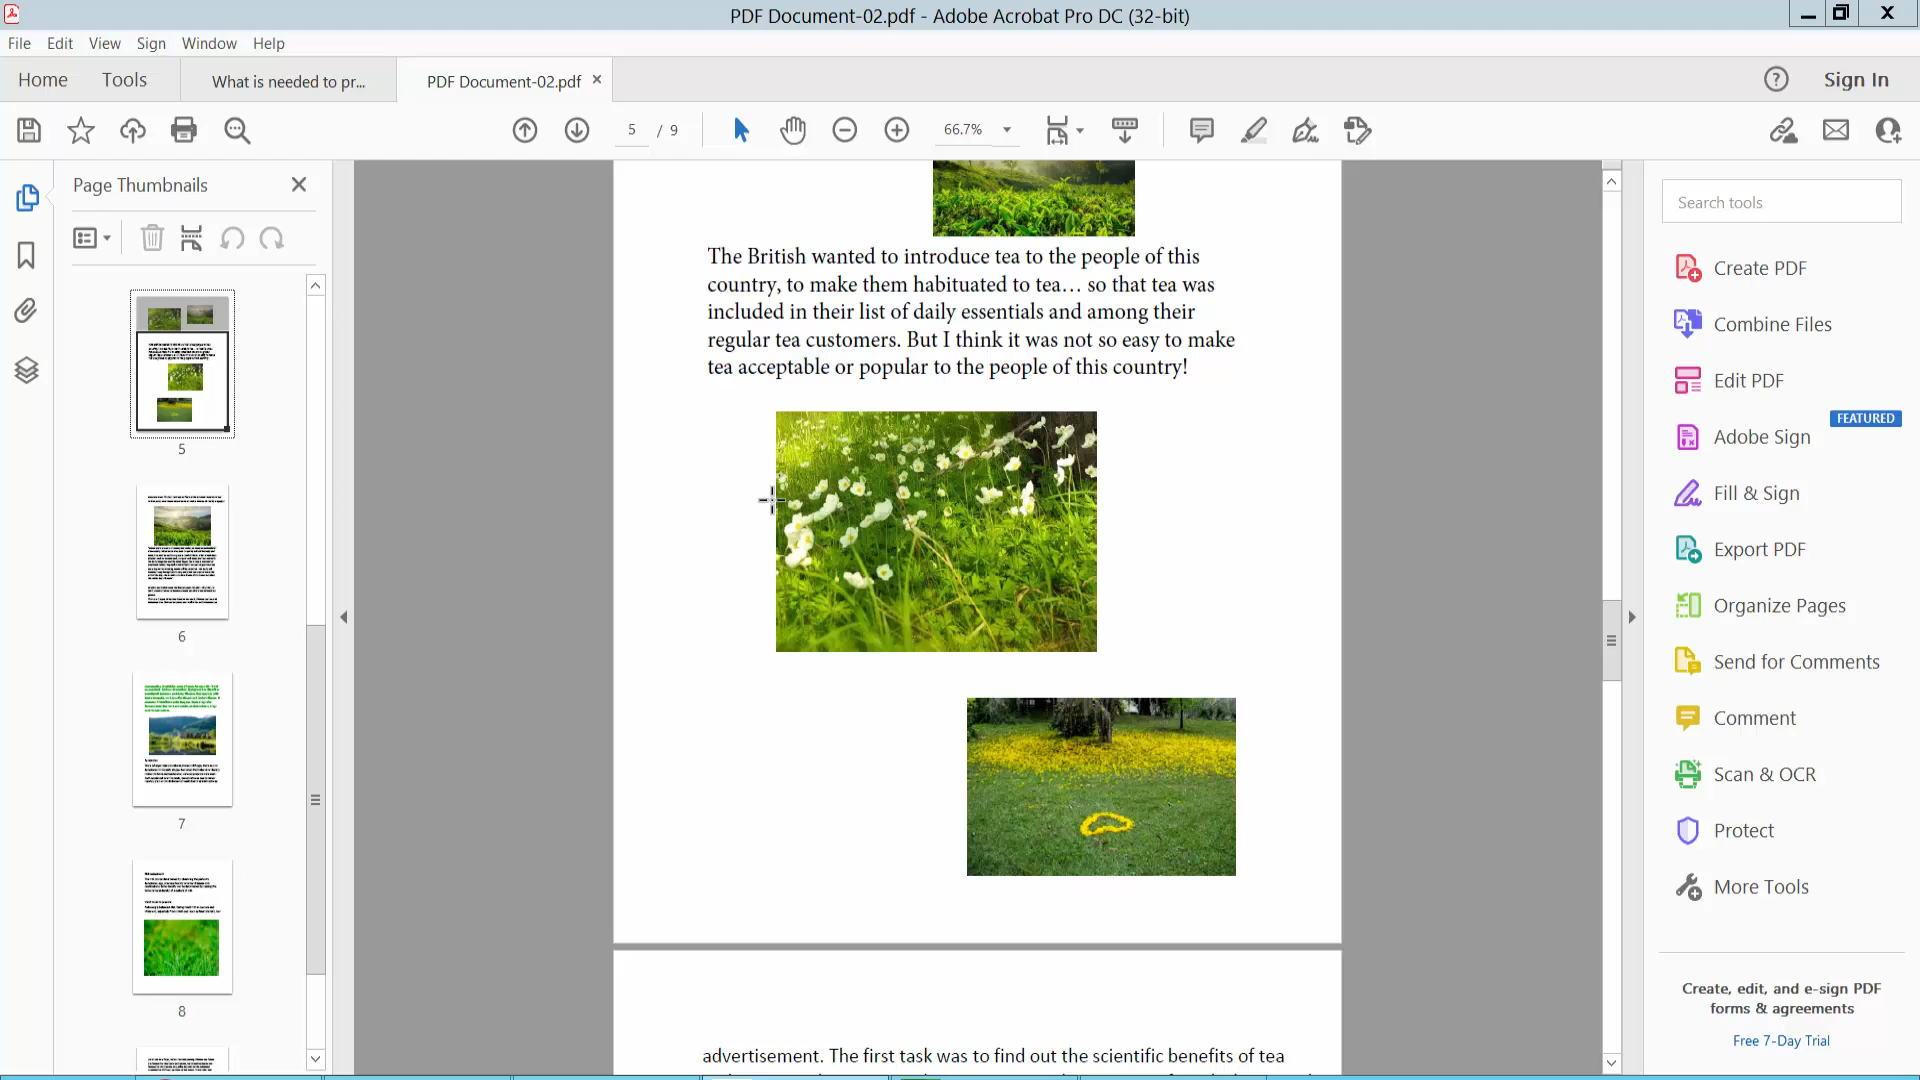 PDF Document-02.pdf - Adobe Acrobat Pro DC (32-bit)
File Edit View Sign Window Help
Home Tools What is needed to pr... PDF Document-02.pdf Sign In
5 / 9 66.7%
Page Thumbnails
5
6
7
8
The British wanted to introduce tea to the people of this
country, to make them habituated to tea… so that tea was
included in their list of daily essentials and among their
regular tea customers. But I think it was not so easy to make
tea acceptable or popular to the people of this country!
advertisement. The first task was to find out the scientific benefits of tea
Search tools
Create PDF
Combine Files
Edit PDF
FEATURED
Adobe Sign
Fill & Sign
Export PDF
Organize Pages
Send for Comments
Comment
Scan & OCR
Protect
More Tools
Create, edit, and e-sign PDF
forms & agreements
Free 7-Day Trial